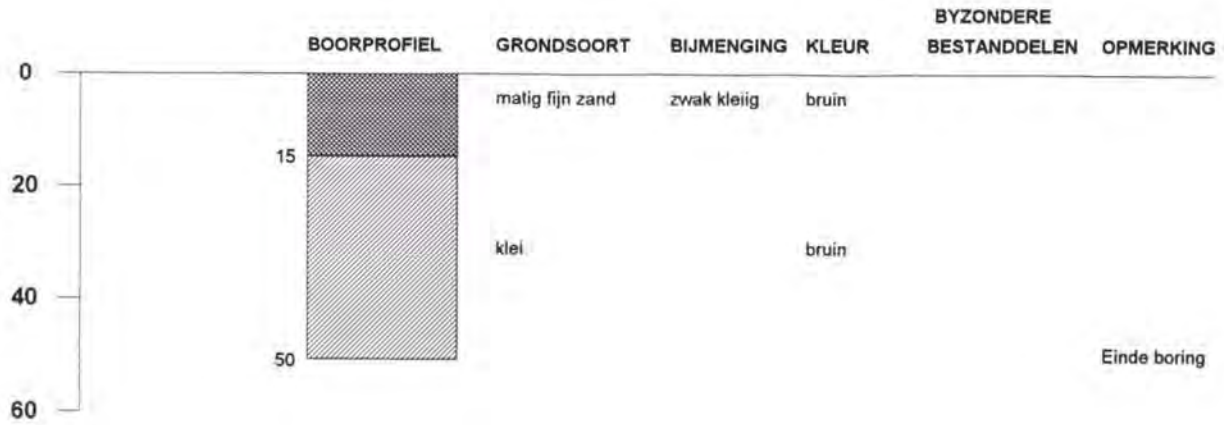 BYZONDERE
BOORPROFIEL GRONDSOORT BIJMENGING KLEUR BESTANDDELEN OPMERKING
0
matig fijn zand zwak kleiig bruin
15
20
klei bruin
40
50 Einde boring
60